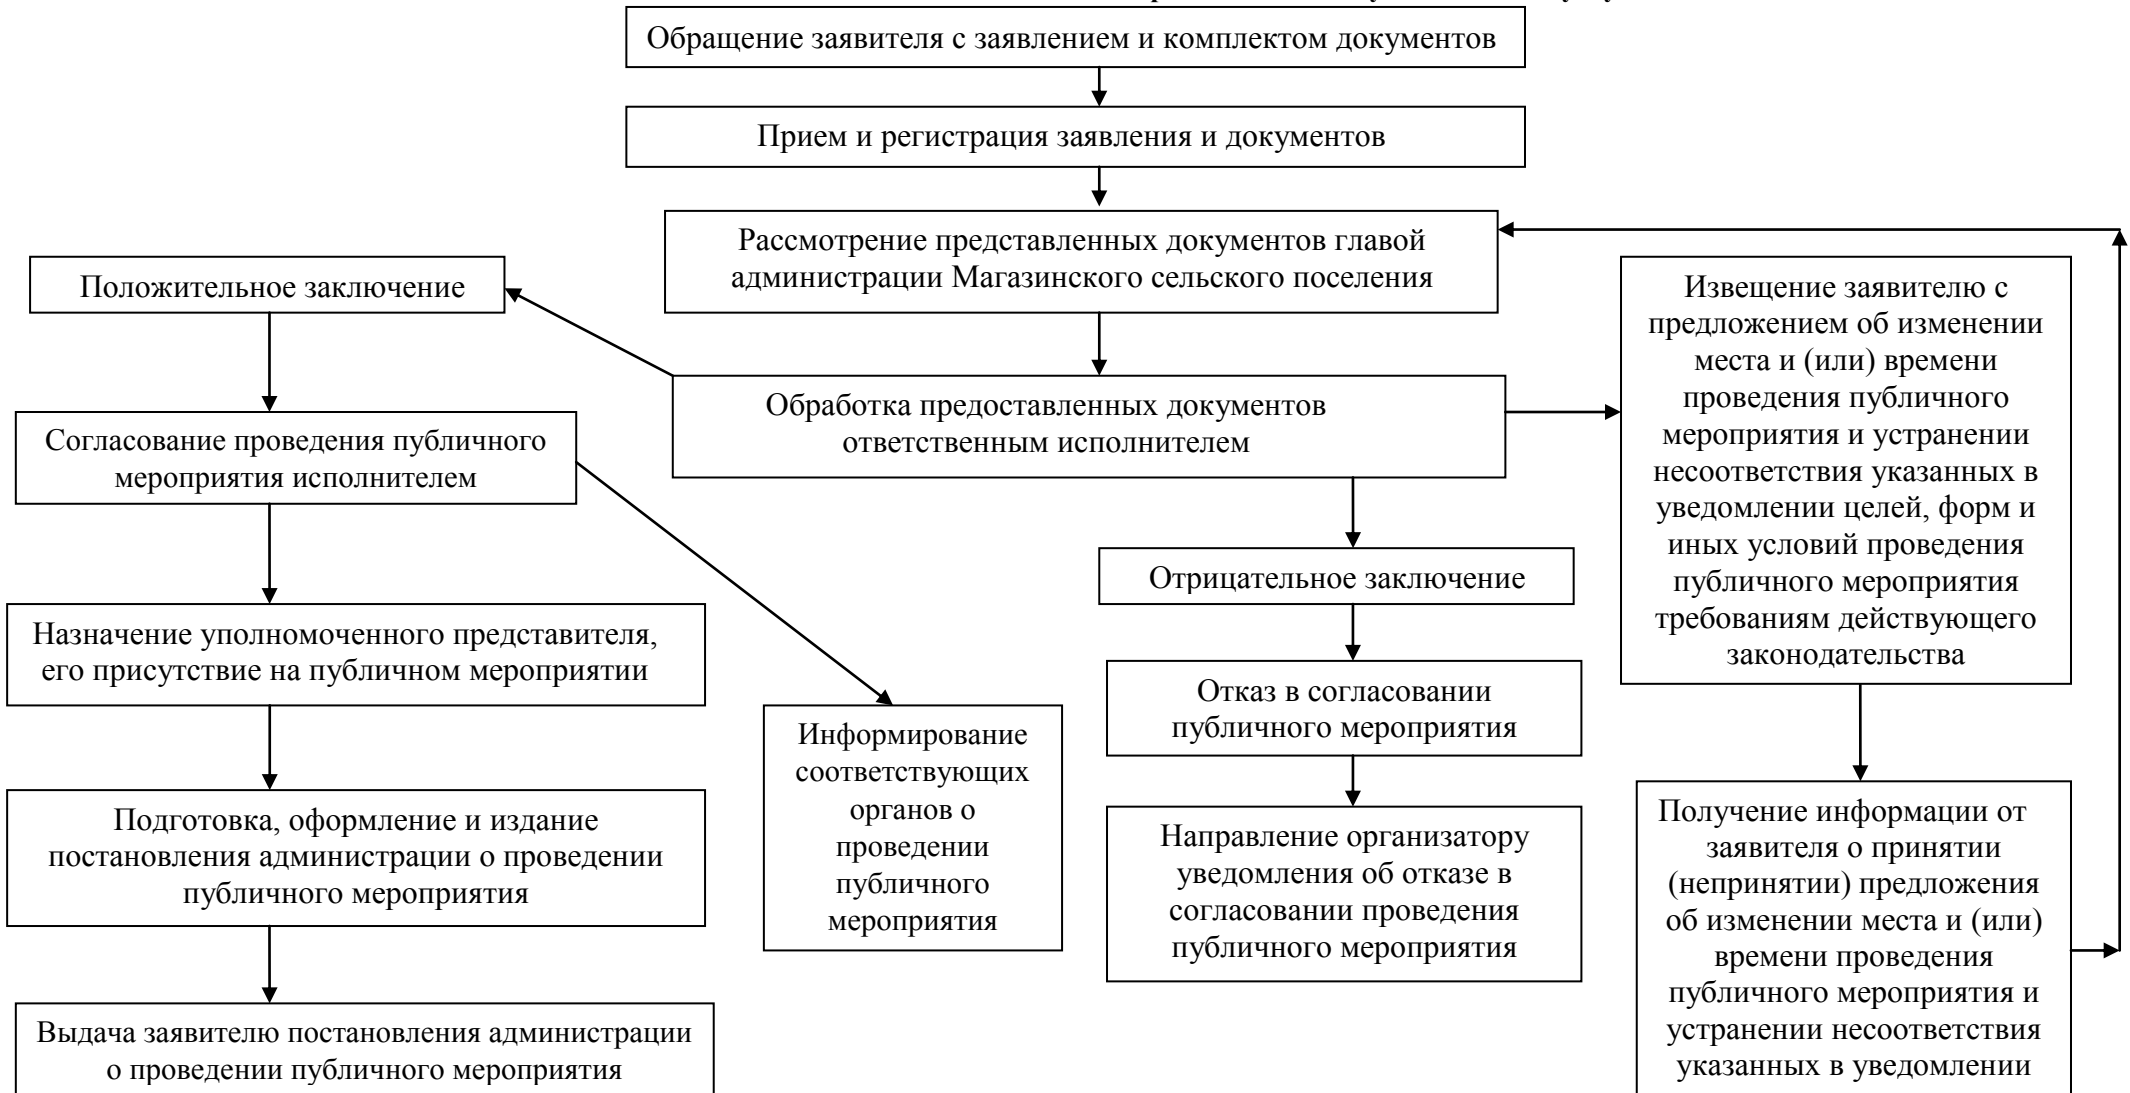 Обращение заявителя с заявлением и комплектом документов
Прием и регистрация заявления и документов
Рассмотрение представленных документов главой
администрации Магазинского сельского поселения
Положительное заключение
Извещение заявителю с
предложением об изменении
места и (или) времени
проведения публичного
мероприятия и устранении
несоответствия указанных в
уведомлении целей, форм и
иных условий проведения
публичного мероприятия
требованиям действующего
законодательства
Обработка предоставленных документов
ответственным исполнителем
Согласование проведения публичного
мероприятия исполнителем
Отрицательное заключение
Назначение уполномоченного представителя,
его присутствие на публичном мероприятии
Отказ в согласовании
публичного мероприятия
Информирование
соответствующих
органов о
проведении
публичного
мероприятия
Получение информации от
заявителя о принятии
(непринятии) предложения
об изменении места и (или)
времени проведения
публичного мероприятия и
устранении несоответствия
указанных в уведомлении
Подготовка, оформление и издание
постановления администрации о проведении
публичного мероприятия
Направление организатору
уведомления об отказе в
согласовании проведения
публичного мероприятия
Выдача заявителю постановления администрации
о проведении публичного мероприятия